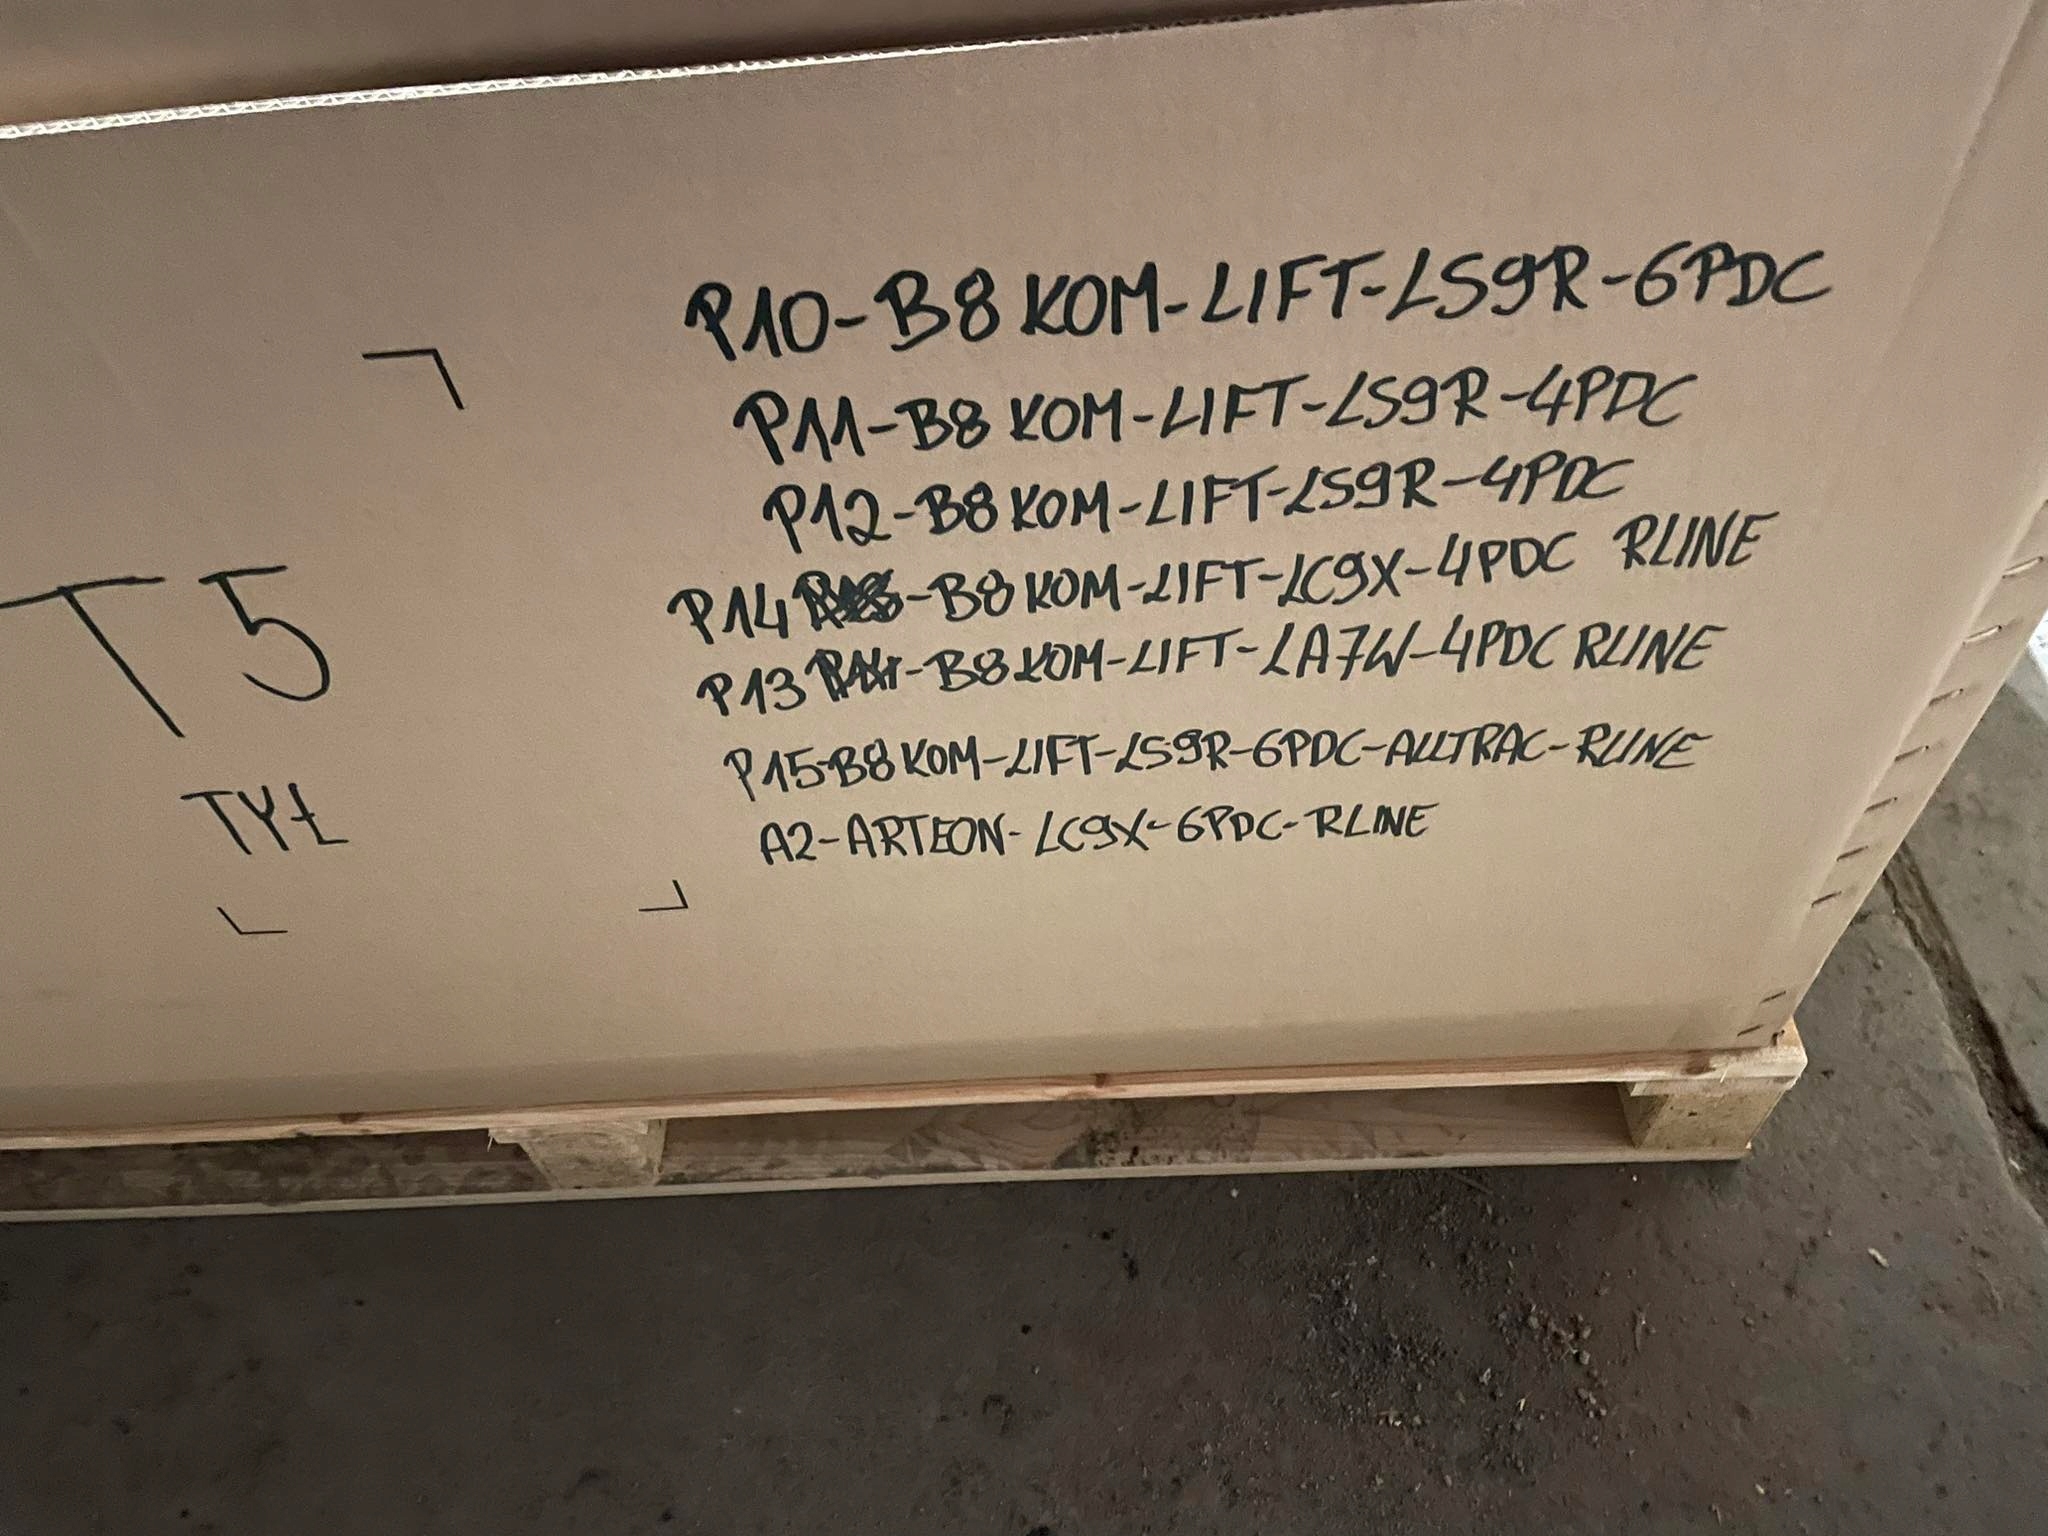 T5
TYŁ
P10-B8 KOM-LIFT-LS9R-6PDC
P11-B8 KOM-LIFT-LS9R-4PDC
P12-B8 KOM-LIFT-LS9R-4PDC
P14 -B8 KOM-LIFT-LC9X-4PDC RLINE
P13 -B8 KOM-LIFT-LA7W-4PDC RLINE
P15-B8 KOM-LIFT-LS9R-6PDC-ALLTRAC-RLINE
A2-ARTEON-LC9X-6PDC-RLINE